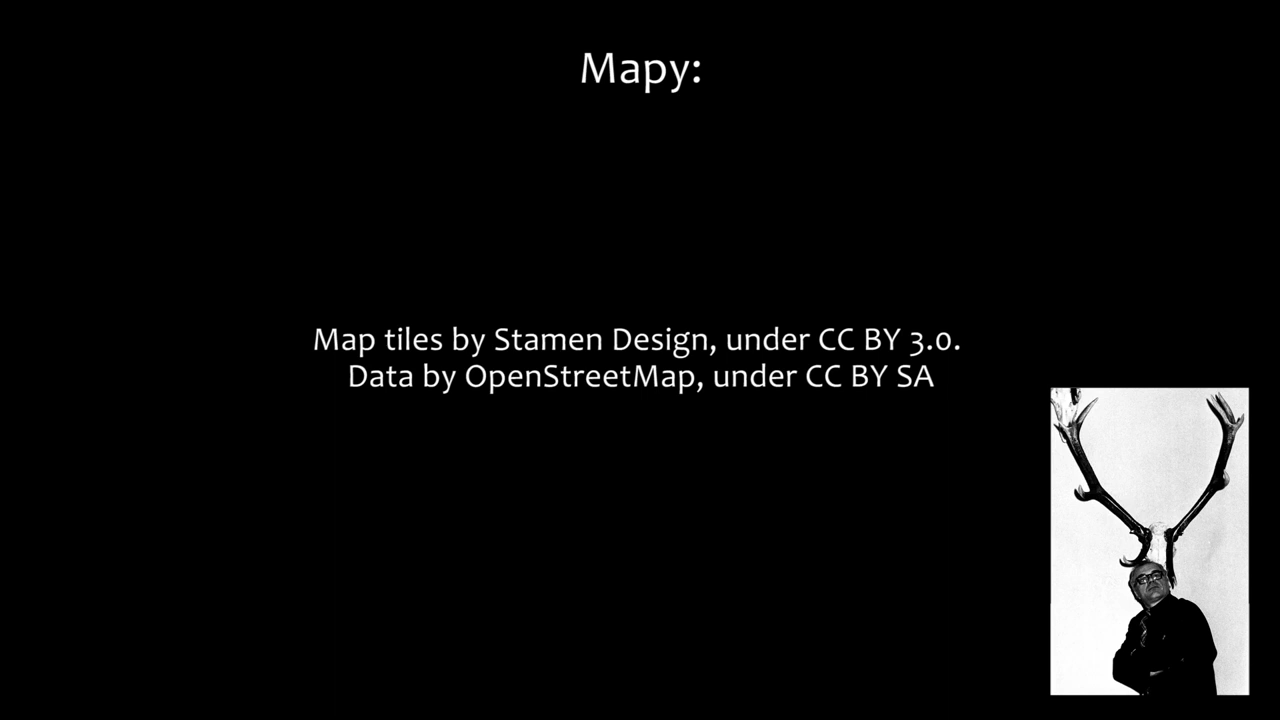 Mapy:
Map tiles by Stamen Design, under CC BY 3.0.
Data by OpenStreetMap, under CC BY SA